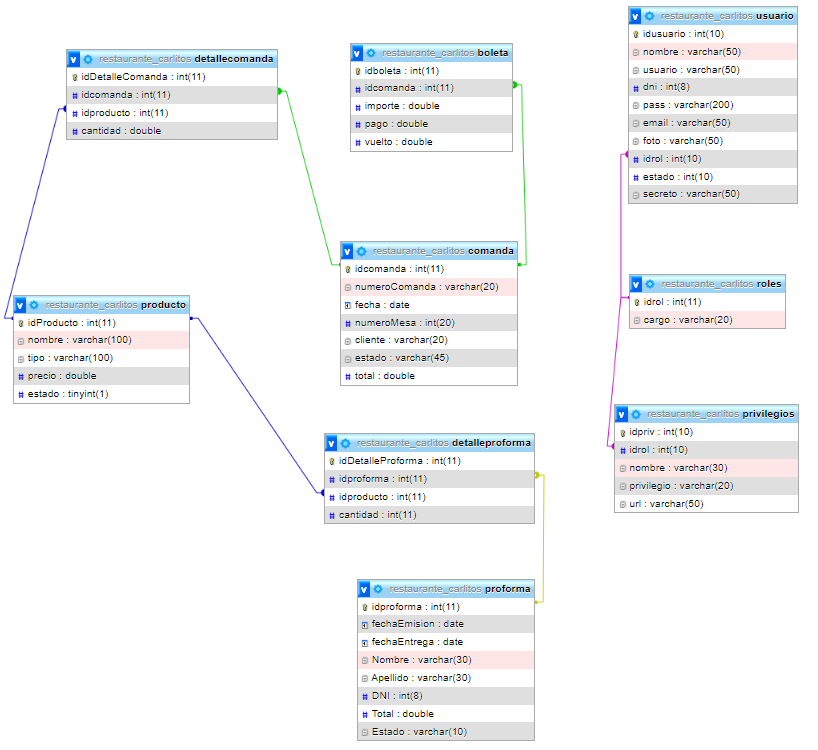 restaurante_carlitos detallecomanda
idDetalleComanda : int(11)
idcomanda : int(11)
idproducto : int(11)
cantidad : double
restaurante_carlitos boleta
idboleta : int(11)
idcomanda : int(11)
importe : double
pago : double
vuelto : double
restaurante_carlitos usuario
idusuario : int(10)
nombre : varchar(50)
usuario : varchar(50)
dni : int(8)
pass : varchar(200)
email : varchar(50)
foto : varchar(50)
idrol : int(10)
estado : int(10)
secreto : varchar(50)
restaurante_carlitos comanda
idcomanda : int(11)
numeroComanda : varchar(20)
fecha : date
numeroMesa : int(20)
cliente : varchar(20)
estado : varchar(45)
total : double
restaurante_carlitos roles
idrol : int(11)
cargo : varchar(20)
restaurante_carlitos producto
idProducto : int(11)
nombre : varchar(100)
tipo : varchar(100)
precio : double
estado : tinyint(1)
restaurante_carlitos privilegios
idpriv : int(10)
idrol : int(10)
nombre : varchar(30)
privilegio : varchar(20)
url : varchar(50)
restaurante_carlitos detalleproforma
idDetalleProforma : int(11)
idproforma : int(11)
idproducto : int(11)
cantidad : int(11)
restaurante_carlitos proforma
idproforma : int(11)
fechaEmision : date
fechaEntrega : date
Nombre : varchar(30)
Apellido : varchar(30)
DNI : int(8)
Total : double
Estado : varchar(10)